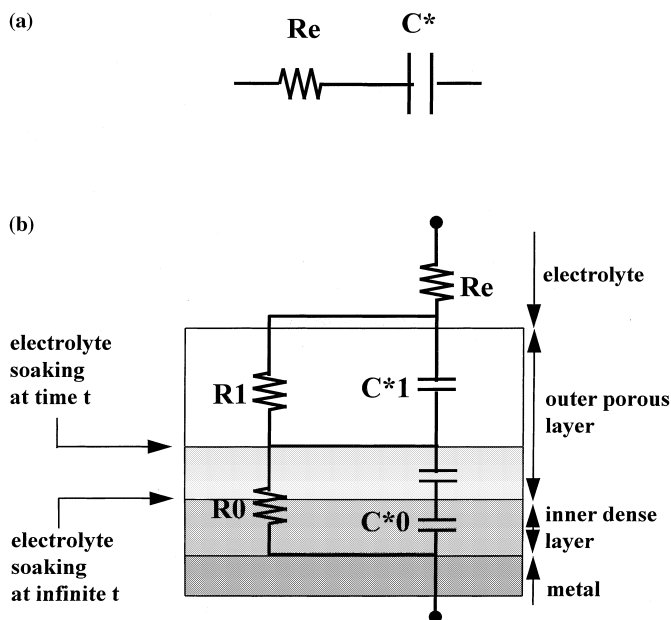 (a)
Re
C*
(b)
Re
electrolyte
electrolyte
soaking
at time t
R1
C*1
outer porous
layer
R0
C*0
inner dense
layer
electrolyte
soaking
at infinite t
metal